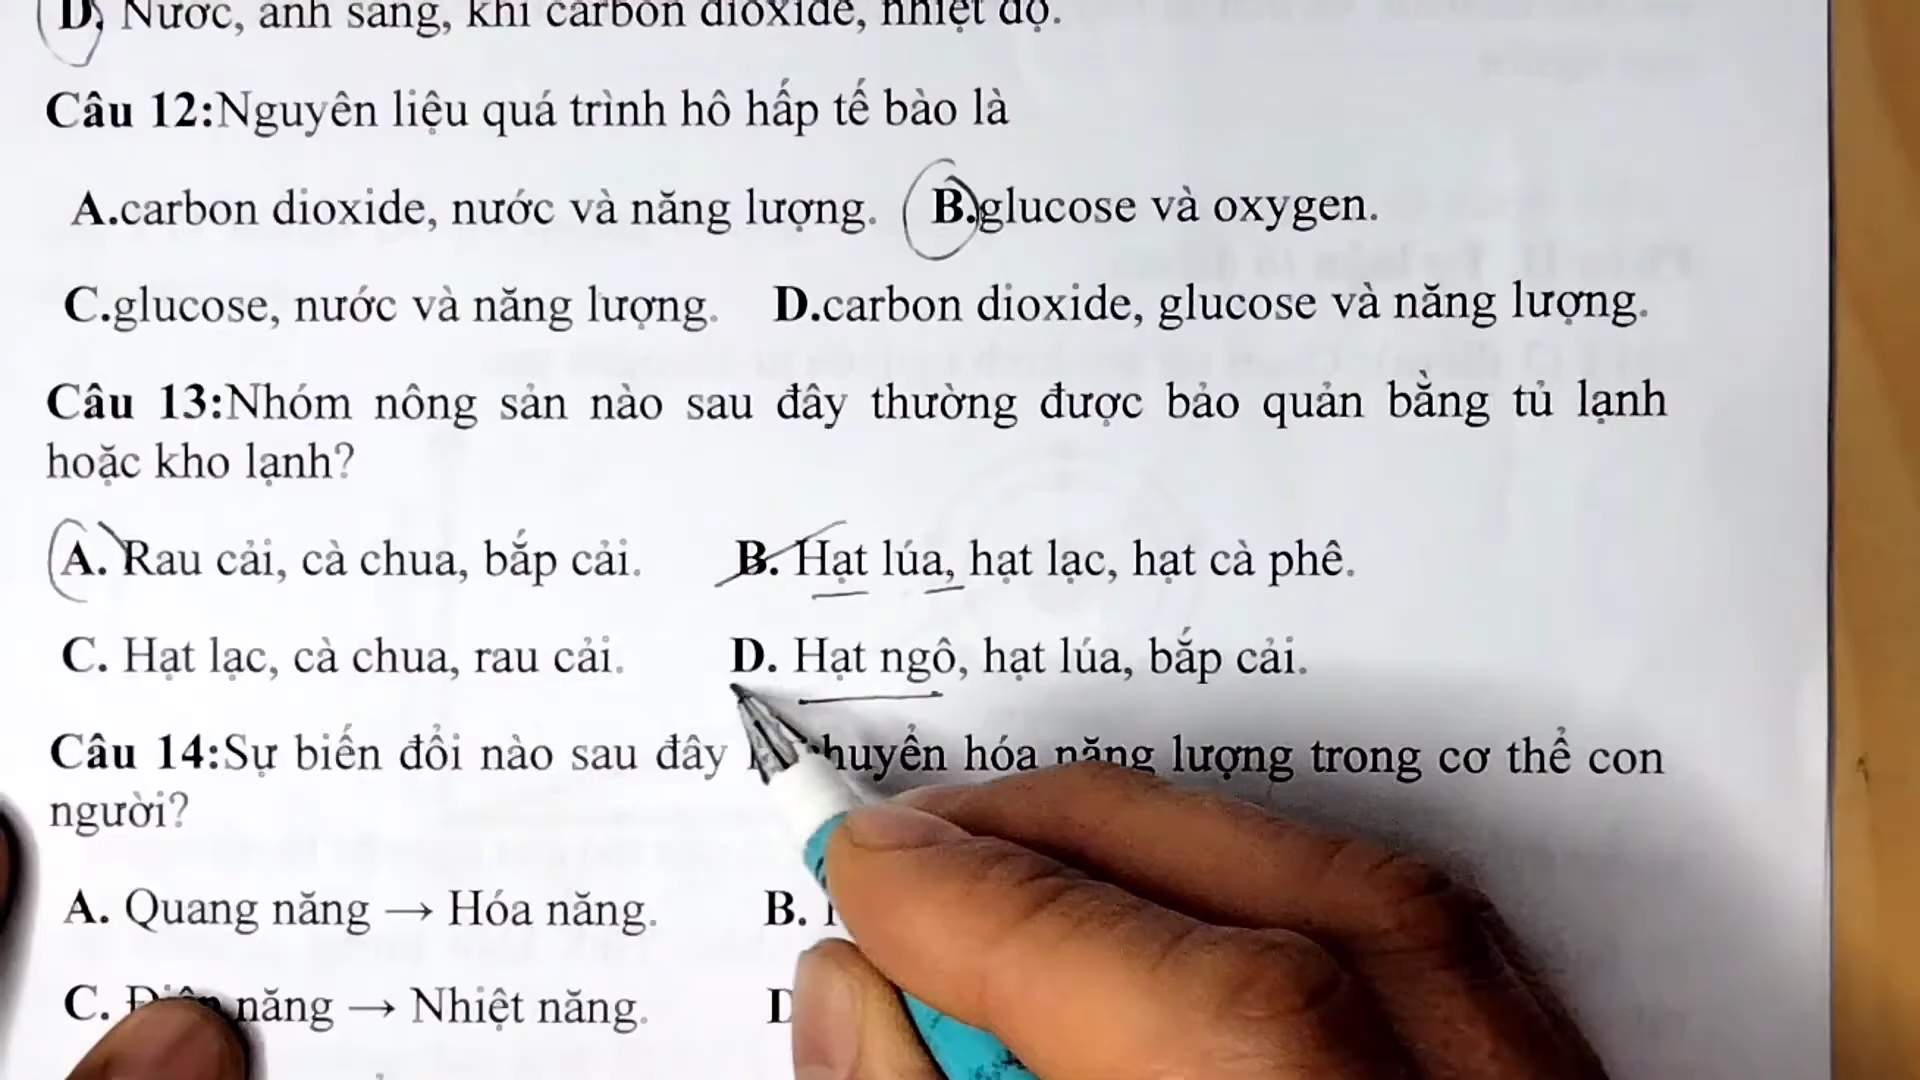 D. Nước, ánh sáng, khí carbon dioxide, nhiệt độ.
Câu 12:Nguyên liệu quá trình hô hấp tế bào là
A.carbon dioxide, nước và năng lượng. B.glucose và oxygen.
C.glucose, nước và năng lượng. D.carbon dioxide, glucose và năng lượng.
Câu 13:Nhóm nông sản nào sau đây thường được bảo quản bằng tủ lạnh
hoặc kho lạnh?
A. Rau cải, cà chua, bắp cải. B. Hạt lúa, hạt lạc, hạt cà phê.
C. Hạt lạc, cà chua, rau cải. D. Hạt ngô, hạt lúa, bắp cải.
Câu 14:Sự biến đổi nào sau đây hóa năng lượng trong cơ thể con
người?
A. Quang năng → Hóa năng. B.
C. năng → Nhiệt năng. D